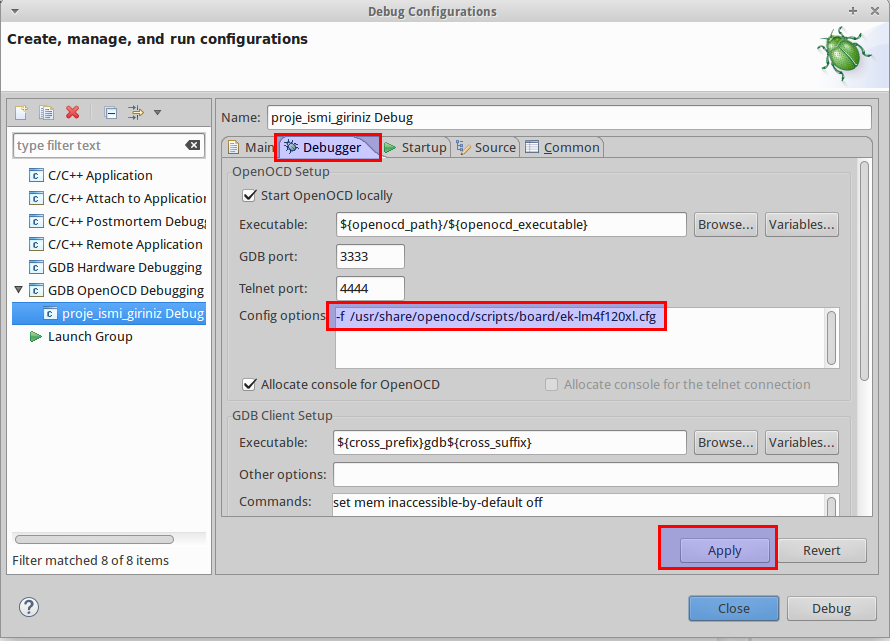 Debug Configurations
Create, manage, and run configurations
type filter text
C/C++ Application
C/C++ Attach to Application
C/C++ Postmortem Debugg
C/C++ Remote Application
GDB Hardware Debugging
GDB OpenOCD Debugging
proje_ismi_giriniz Debug
Launch Group
Filter matched 8 of 8 items
Name: proje_ismi_giriniz Debug
Main Debugger Startup Source Common
OpenOCD Setup
Start OpenOCD locally
Executable: ${openocd_path}/${openocd_executable} Browse... Variables...
GDB port: 3333
Telnet port: 4444
Config options -f /usr/share/openocd/scripts/board/ek-lm4f120xl.cfg
Allocate console for OpenOCD Allocate console for the telnet connection
GDB Client Setup
Executable: ${cross_prefix}gdb${cross_suffix} Browse... Variables...
Other options:
Commands: set mem inaccessible-by-default off
Apply Revert
? Close Debug